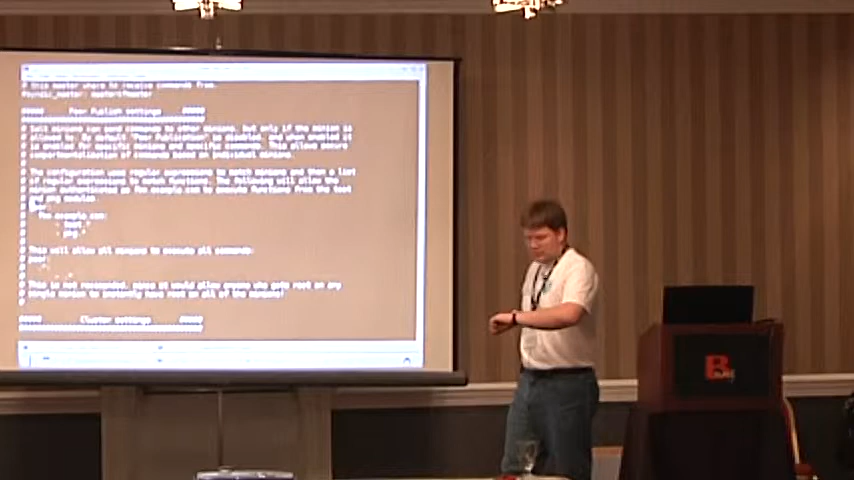 # this master where to receive commands from.
##### Peer Publish settings #####
# Salt minions can send commands to other minions, but only if the minion is
# allowed to. By default "Peer Publication" is disabled, and when enabled it
# is enabled for specific minions and specific commands. This allows secure
# compartmentalization of commands based on individual minions.
# The configuration uses regular expressions to match minions and then a list
# of regular expressions to match functions. The following will allow the
# minion authenticated as foo.example.com to execute functions from the test
# and pkg modules
# peer:
# foo.example.com:
# - test.*
# - pkg.*
# This will allow all minions to execute all commands:
# peer:
# This is not recommended, since it would allow anyone who gets root on any
# single minion to instantly have root on all of the minions!
##### Cluster settings #####
B